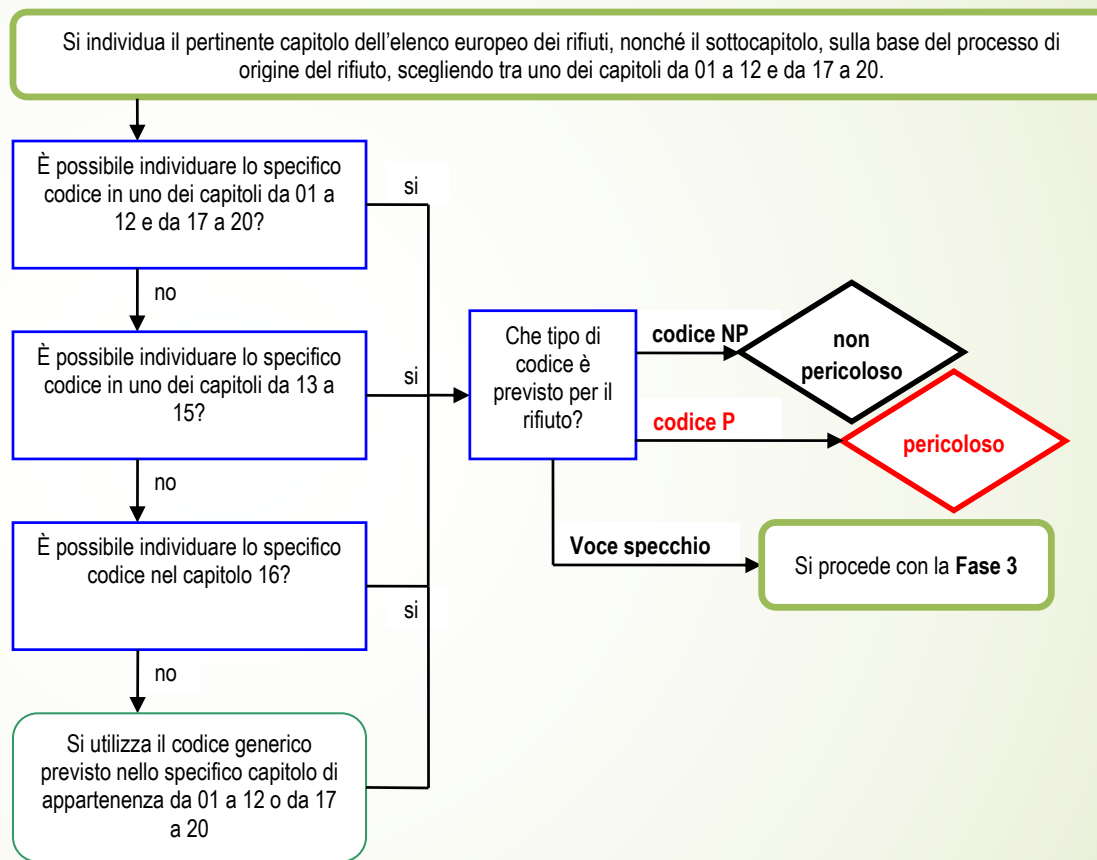 Si individua il pertinente capitolo dell'elenco europeo dei rifiuti, nonché il sottocapitolo, sulla base del processo di
origine del rifiuto, scegliendo tra uno dei capitoli da 01 a 12 e da 17 a 20.
È possibile individuare lo specifico
codice in uno dei capitoli da 01 a
12 e da 17 a 20?
si
no
È possibile individuare lo specifico
codice in uno dei capitoli da 13 a
15?
si
no
È possibile individuare lo specifico
codice nel capitolo 16?
si
no
Si utilizza il codice generico
previsto nello specifico capitolo di
appartenenza da 01 a 12 o da 17
a 20
Che tipo di
codice è
previsto per il
rifiuto?
codice NP
non
pericoloso
codice P
pericoloso
Voce specchio
Si procede con la Fase 3